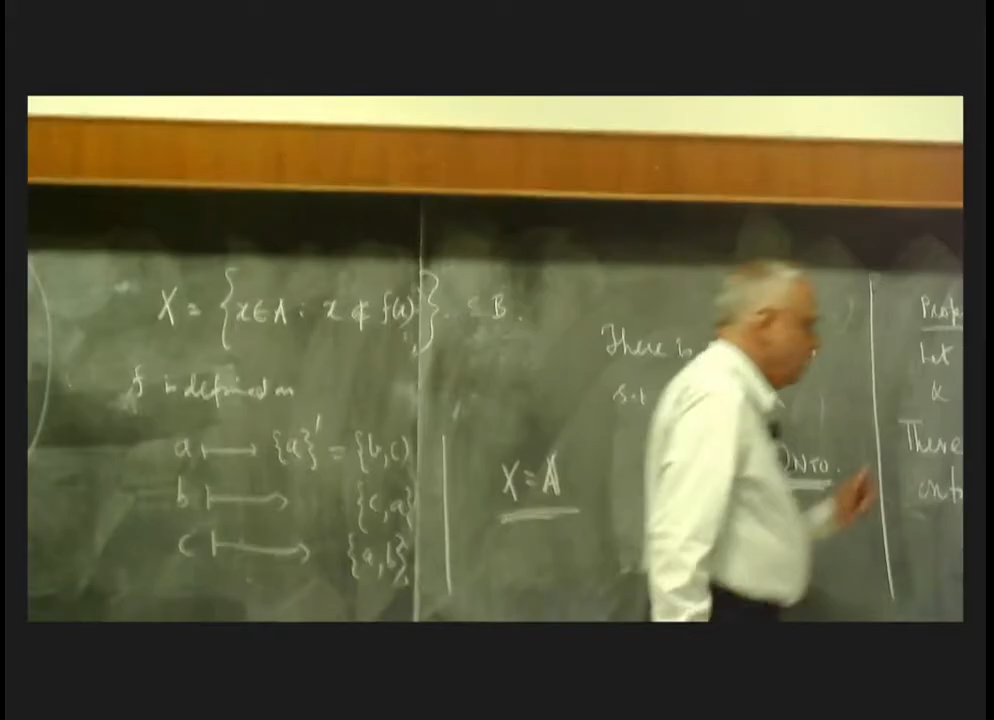 X = {x∈A : x ∉ f(x)} . ⊆ B .
f is defined as
a ⟼ {a}' = {b,c}
b ⟼ {c,a}
c ⟼ {a,b}
X = A
There is
s.t
ONTO.
Prop
Let
There
onto